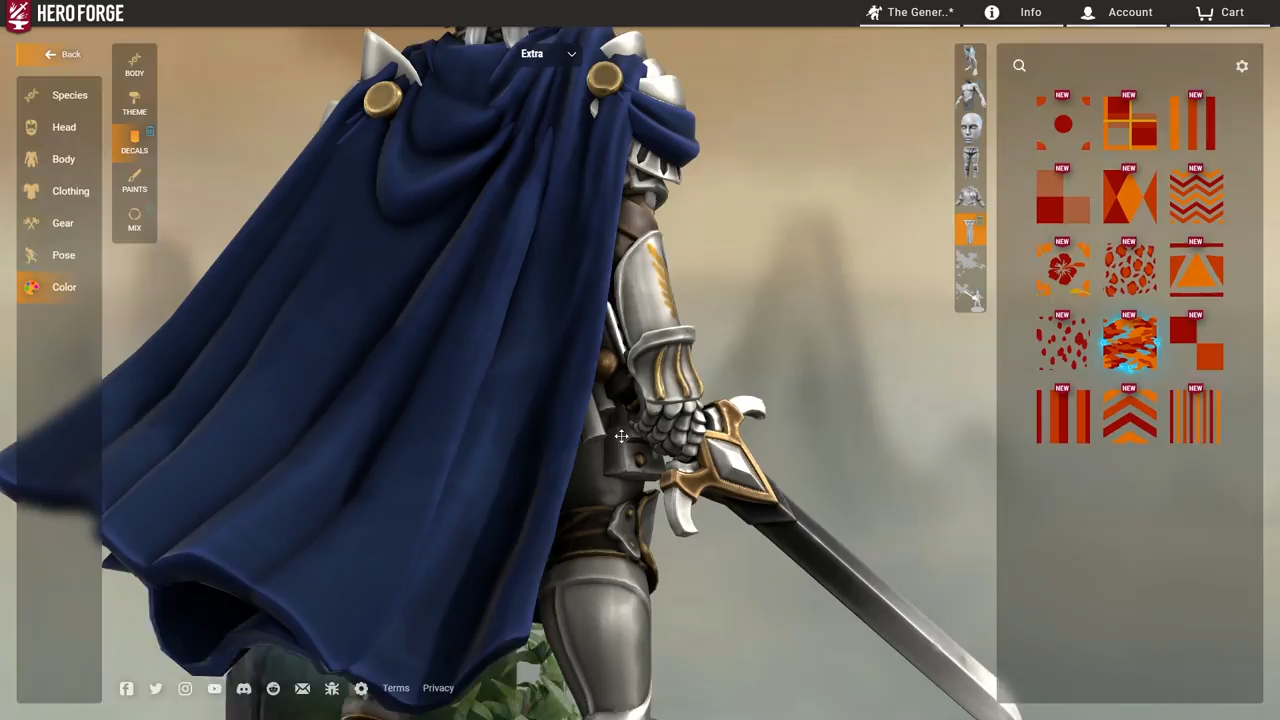 HERO FORGE
The Gener..*
Info
Account
Cart
Back
Extra
Species
Head
Body
Clothing
Gear
Pose
Color
BODY
THEME
DECALS
PAINTS
MIX
NEW NEW NEW
NEW NEW NEW
NEW NEW NEW
NEW NEW NEW
NEW NEW NEW
Terms
Privacy